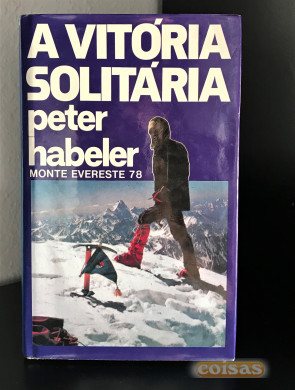 A VITÓRIA
SOLITÁRIA
peter
habeler
MONTE EVERESTE 78
coisas